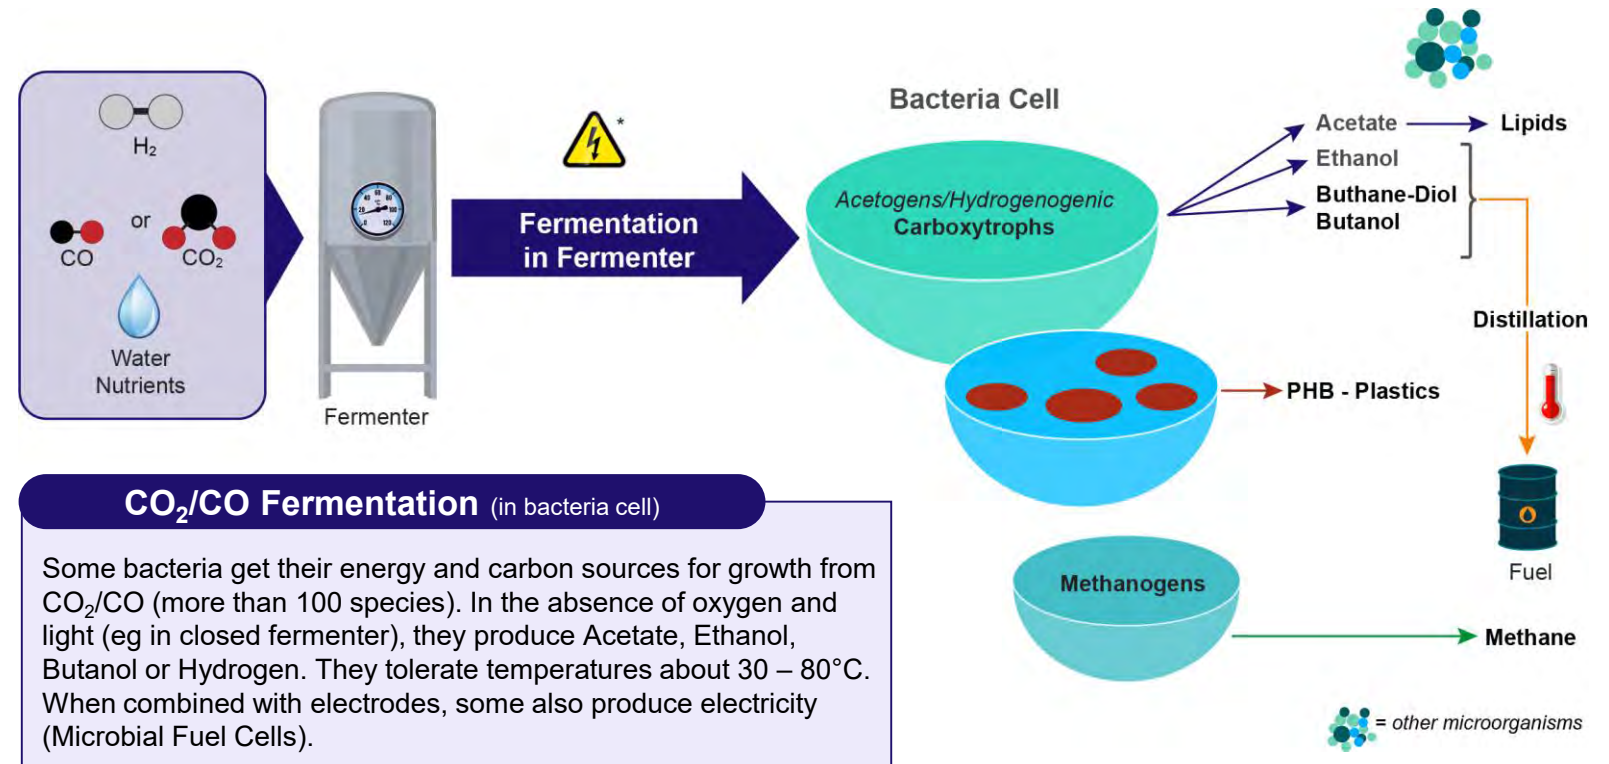 H₂
or
CO
CO₂
Water
Nutrients
Fermenter
*
Fermentation
in Fermenter
Bacteria Cell
Acetogens/Hydrogenogenic
Carboxytrophs
Acetate
Lipids
Ethanol
Buthane-Diol
Butanol
Distillation
PHB - Plastics
Fuel
Methanogens
Methane
= other microorganisms
CO₂/CO Fermentation (in bacteria cell)
Some bacteria get their energy and carbon sources for growth from
CO₂/CO (more than 100 species). In the absence of oxygen and
light (eg in closed fermenter), they produce Acetate, Ethanol,
Butanol or Hydrogen. They tolerate temperatures about 30 – 80°C.
When combined with electrodes, some also produce electricity
(Microbial Fuel Cells).